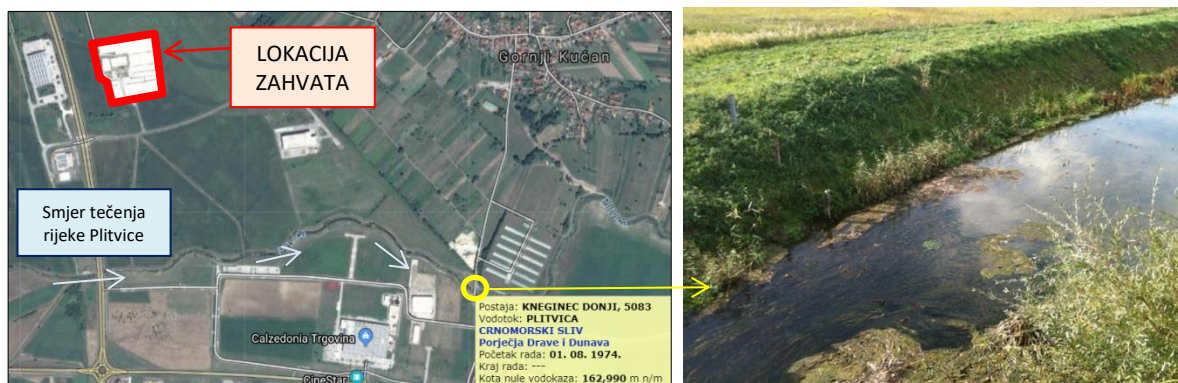 LOKACIJA
ZAHVATA
Gornji Kućan
Smjer tečenja
rijeke Plitvice
Plitvica
Postaja: KNEGINEC DONJI, 5083
Vodotok: PLITVICA
CRNOMORSKI SLIV
Porječja Drave i Dunava
Početak rada: 01. 08. 1974.
Kraj rada: ---
Kota nule vodokaza: 162,990 m n/m
Calzedonia Trgovina
CineStar